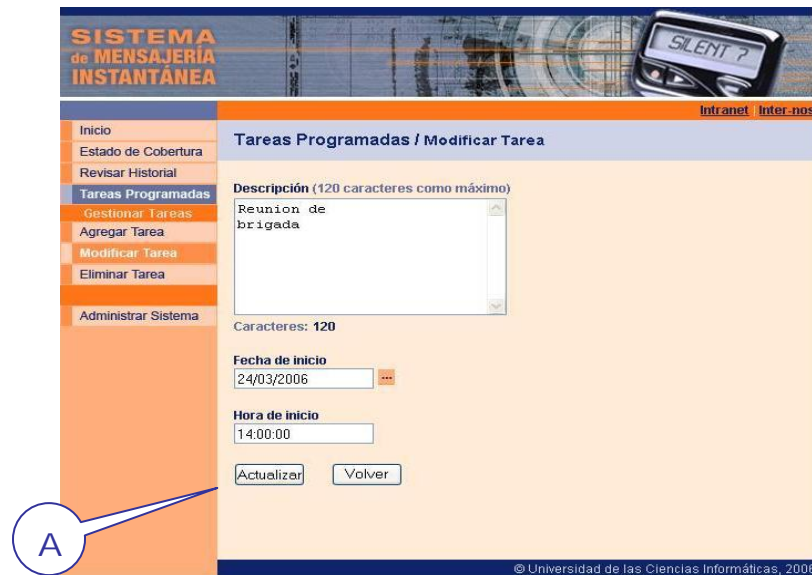 SISTEMA
de MENSAJERÍA
INSTANTÁNEA
SILENT ?
Intranet | Inter-nos
Inicio
Estado de Cobertura
Revisar Historial
Tareas Programadas
Gestionar Tareas
Agregar Tarea
Modificar Tarea
Eliminar Tarea
Administrar Sistema
Tareas Programadas / Modificar Tarea
Descripción (120 caracteres como máximo)
Reunion de
brigada
Caracteres: 120
Fecha de inicio
24/03/2006
...
Hora de inicio
14:00:00
Actualizar Volver
A
© Universidad de las Ciencias Informáticas, 2006